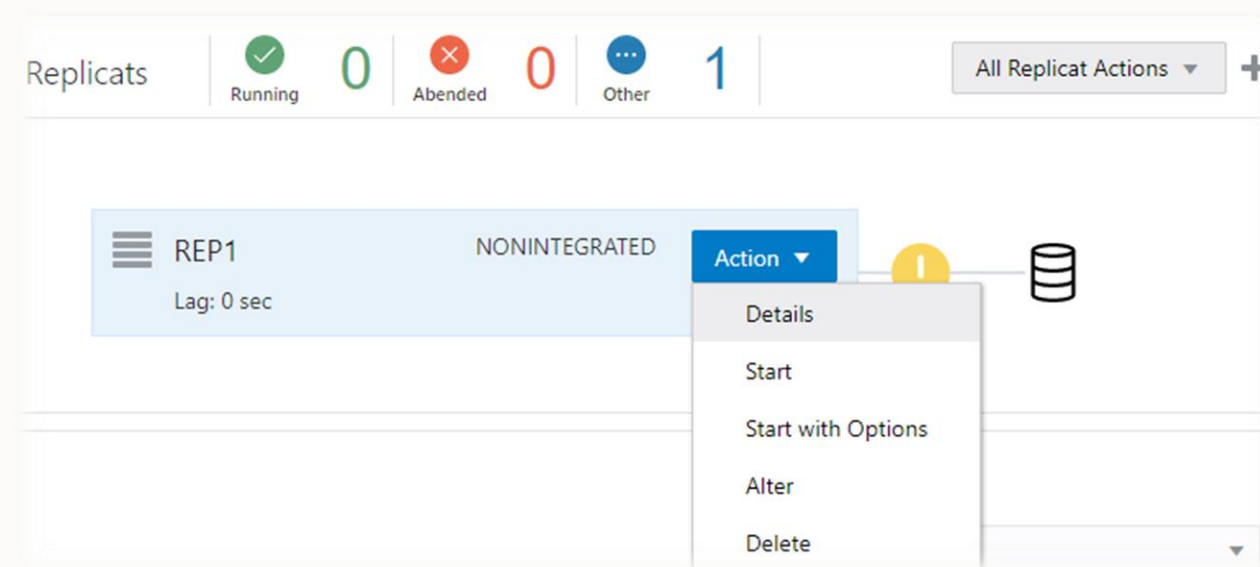 Replicats
Running
0
Abended
0
Other
1
All Replicat Actions
REP1
NONINTEGRATED
Action
Lag: 0 sec
Details
Start
Start with Options
Alter
Delete